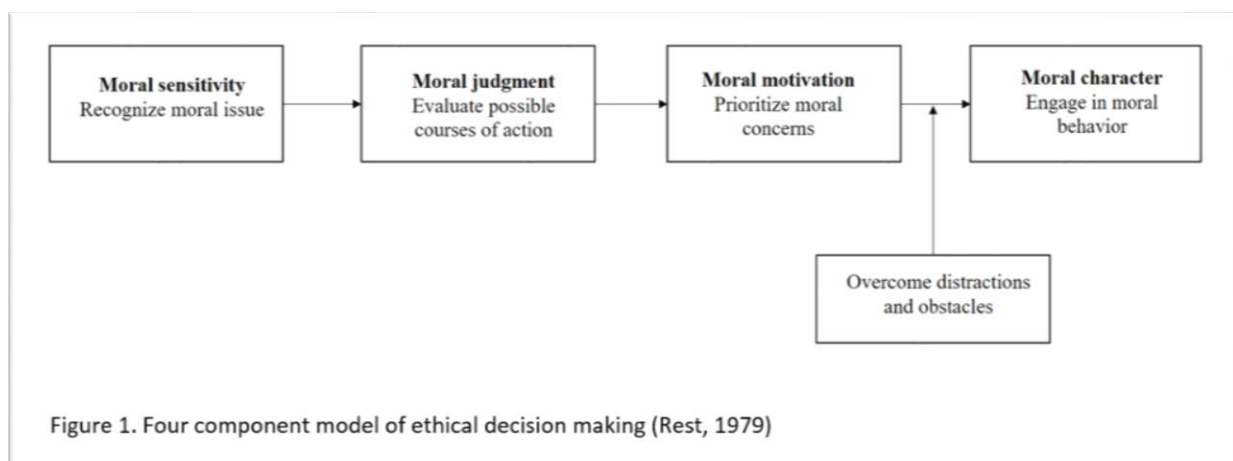 Moral sensitivity
Recognize moral issue
Moral judgment
Evaluate possible
courses of action
Moral motivation
Prioritize moral
concerns
Moral character
Engage in moral
behavior
Overcome distractions
and obstacles
Figure 1. Four component model of ethical decision making (Rest, 1979)